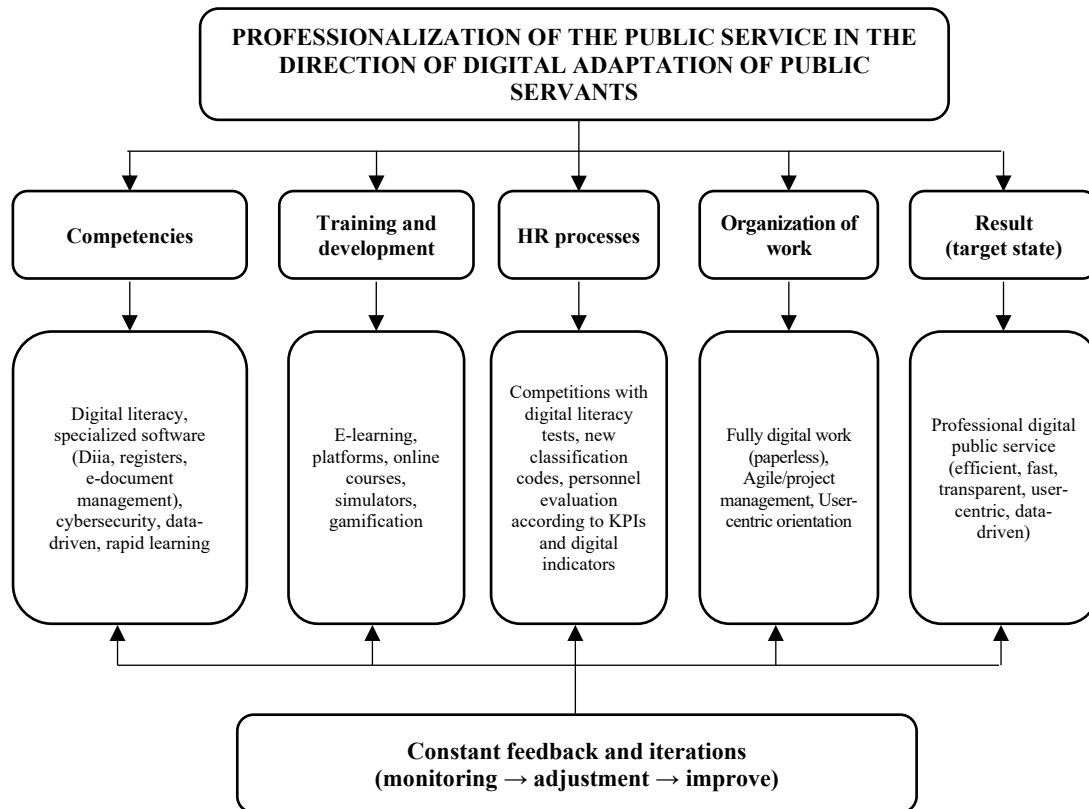 PROFESSIONALIZATION OF THE PUBLIC SERVICE IN THE
DIRECTION OF DIGITAL ADAPTATION OF PUBLIC
SERVANTS
Competencies
Training and
development
HR processes
Organization of
work
Result
(target state)
Digital literacy,
specialized software
(Diia, registers,
e-document
management),
cybersecurity, data-
driven, rapid learning
E-learning,
platforms, online
courses,
simulators,
gamification
Competitions with
digital literacy
tests, new
classification
codes, personnel
evaluation
according to KPIs
and digital
indicators
Fully digital work
(paperless),
Agile/project
management, User-
centric orientation
Professional digital
public service
(efficient, fast,
transparent, user-
centric, data-
driven)
Constant feedback and iterations
(monitoring → adjustment → improve)